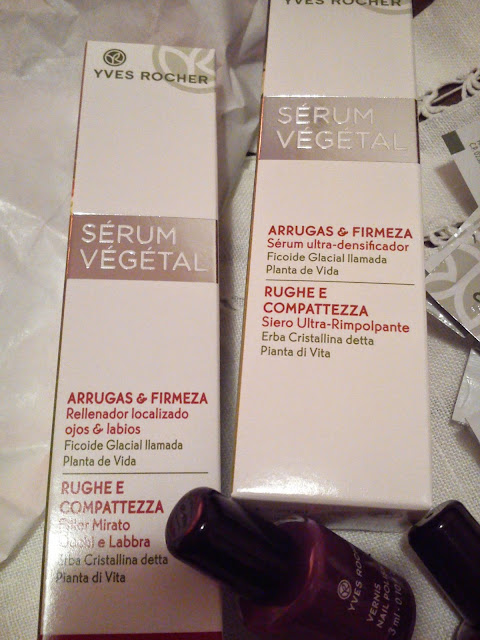 YVES ROCHER
SÉRUM
VÉGÉTAL
ARRUGAS & FIRMEZA
Rellenador localizado
ojos & labios
Ficoide Glacial llamada
Planta de Vida
RUGHE E
COMPATTEZZA
Filler Mirato
Occhi e Labbra
Erba Cristallina detta
Pianta di Vita
SÉRUM
VÉGÉTAL
ARRUGAS & FIRMEZA
Sérum ultra-densificador
Ficoide Glacial llamada
Planta de Vida
RUGHE E
COMPATTEZZA
Siero Ultra-Rimpolpante
Erba Cristallina detta
Pianta di Vita
YVES ROCHER
VERNIS
NAIL